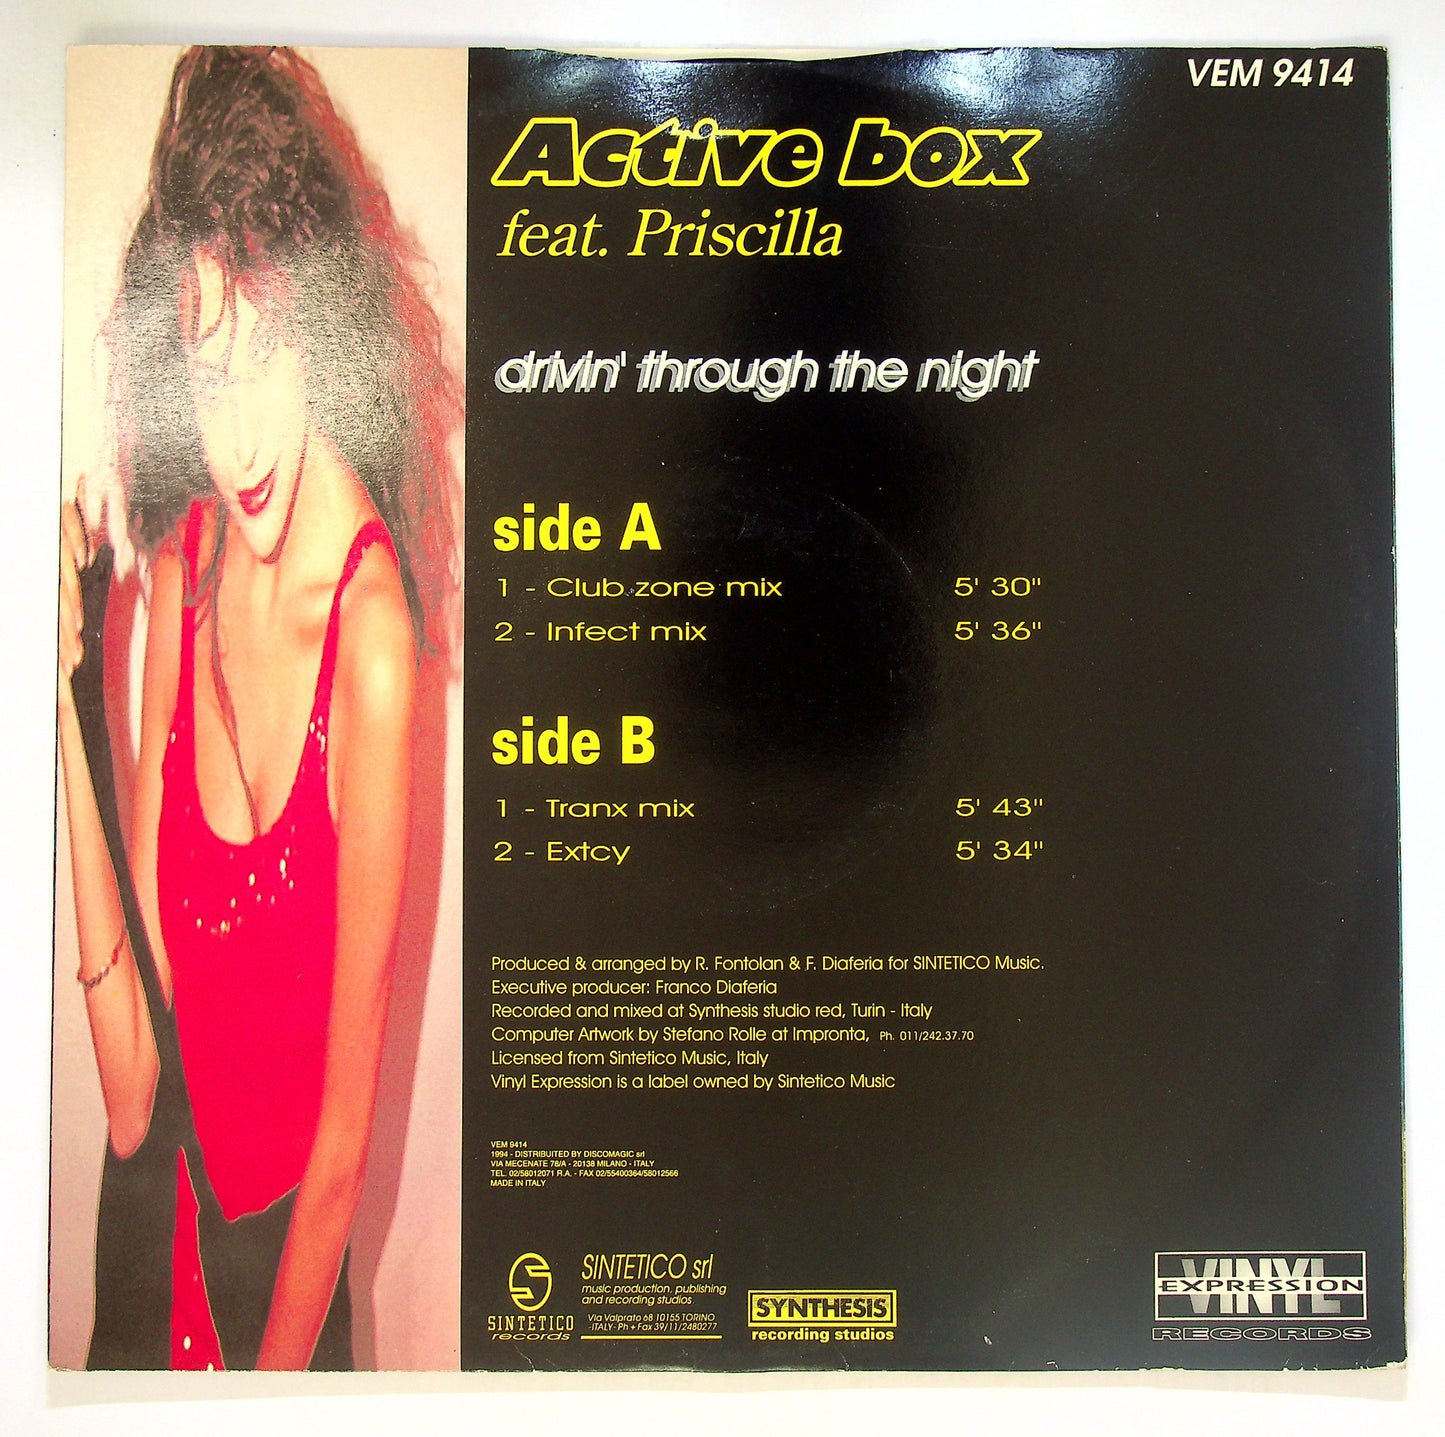 VEM 9414
Active box
feat. Priscilla
drivin' through the night
side A
1 - Club zone mix 5' 30"
2 - Infect mix 5' 36"
side B
1 - Tranx mix 5' 43"
2 - Extcy 5' 34"
Produced & arranged by R. Fontolan & F. Diaferia for SINTETICO Music.
Executive producer: Franco Diaferia
Recorded and mixed at Synthesis studio red, Turin - Italy
Computer Artwork by Stefano Rolle at Impronta, Ph. 011/242.37.70
Licensed from Sintetico Music, Italy
Vinyl Expression is a label owned by Sintetico Music
VEM 9414
1994 - DISTRIBUITED BY DISCOMAGIC srl
VIA MECENATE 78/A - 20138 MILANO - ITALY
TEL. 02/58012071 R.A. - FAX 02/55400364/58012566
MADE IN ITALY
SINTETICO
records
SINTETICO srl
music production, publishing
and recording studios.
Via Valprato 68 10155 TORINO
-ITALY- Ph + Fax 39/11/2480277
SYNTHESIS
recording studios
VINYL
EXPRESSION
RECORDS